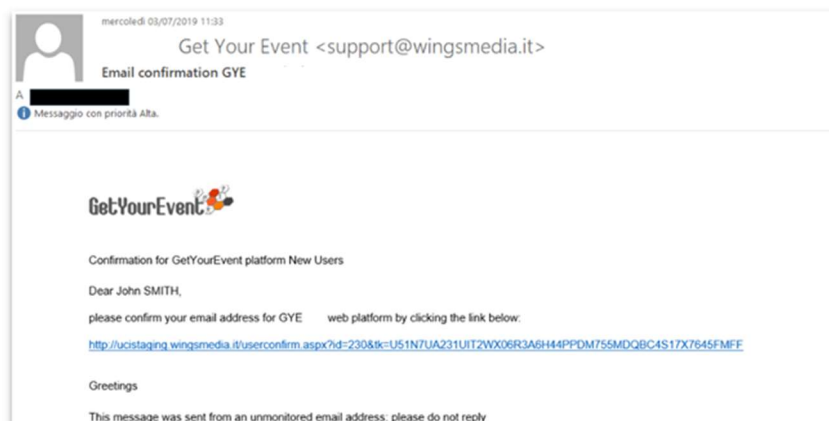 mercoledì 03/07/2019 11:33
Get Your Event <support@wingsmedia.it>
Email confirmation GYE
A
Messaggio con priorità Alta.
GetYourEvent
Confirmation for GetYourEvent platform New Users
Dear John SMITH,
please confirm your email address for GYE web platform by clicking the link below:
http://ucistaging.wingsmedia.it/userconfirm.aspx?id=230&tk=U51N7UA231UIT2WX06R3A6H44PPDM755MDQBC4S17X7645FMFF
Greetings
This message was sent from an unmonitored email address; please do not reply